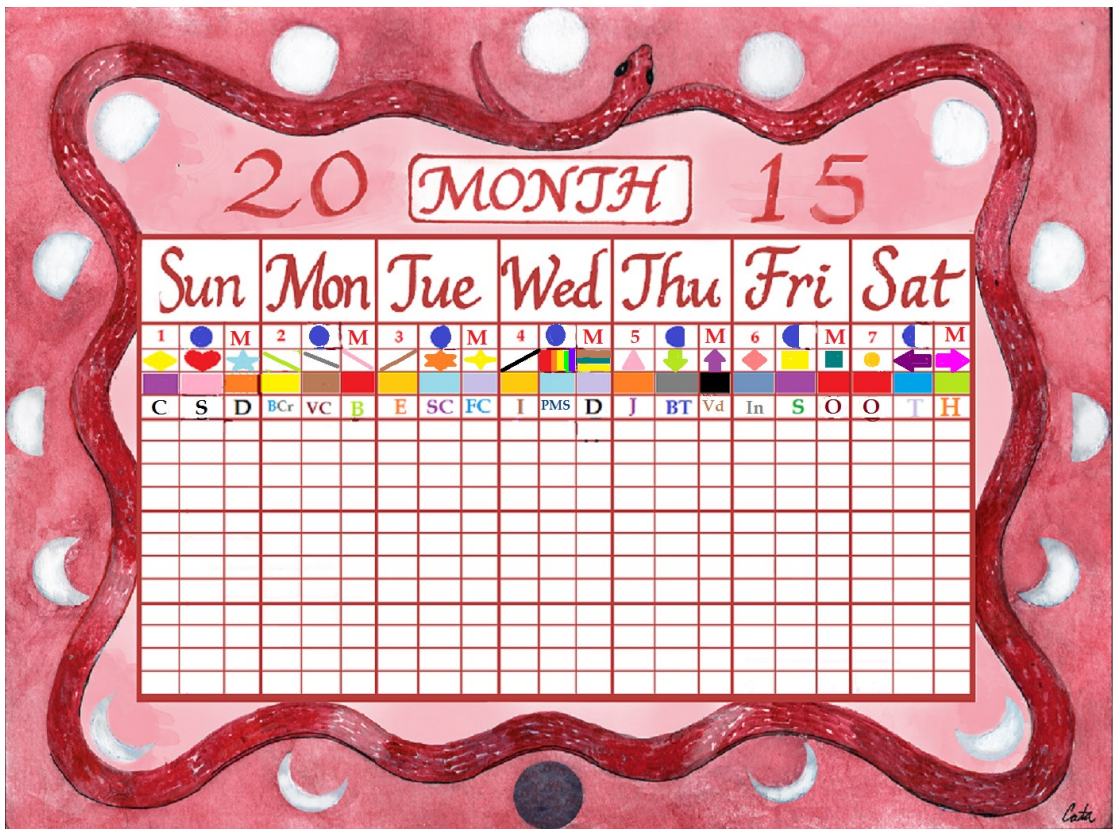 20 MONTH 15
Sun Mon Tue Wed Thu Fri Sat
1 M 2 M 3 M 4 M 5 M 6 M 7 M
C S D BCr VC B E SC FC I PMS D J BT Vd In S O O T H